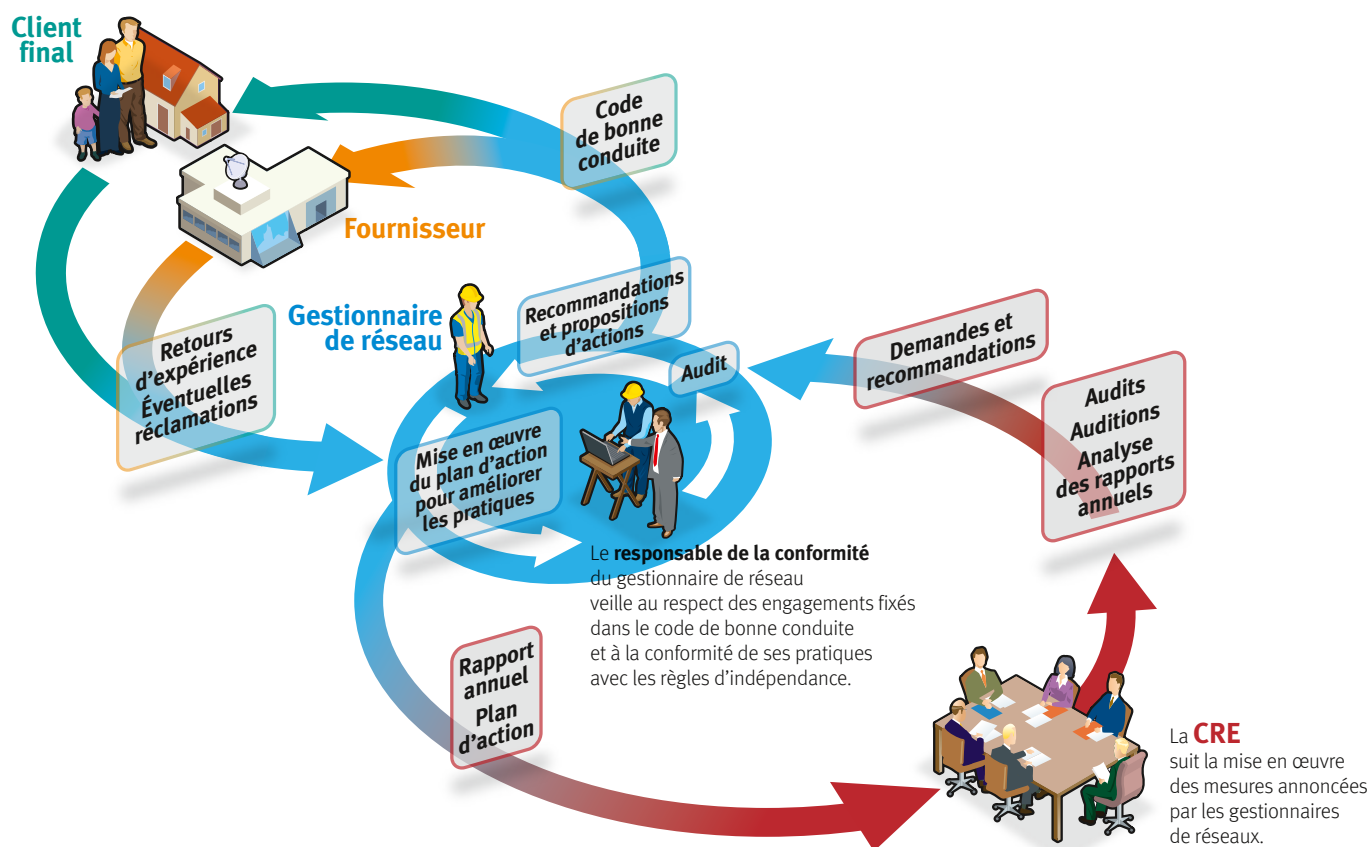 Client
final
Code
de bonne
conduite
Fournisseur
Gestionnaire
de réseau
Recommandations
et propositions
d'actions
Audit
Demandes et
recommandations
Audits
Auditions
Analyse
des rapports
annuels
Retours
d'expérience
Éventuelles
réclamations
Mise en œuvre
du plan d'action
pour améliorer
les pratiques
Le responsable de la conformité
du gestionnaire de réseau
veille au respect des engagements fixés
dans le code de bonne conduite
et à la conformité de ses pratiques
avec les règles d'indépendance.
Rapport
annuel
Plan
d'action
La CRE
suit la mise en œuvre
des mesures annoncées
par les gestionnaires
de réseaux.